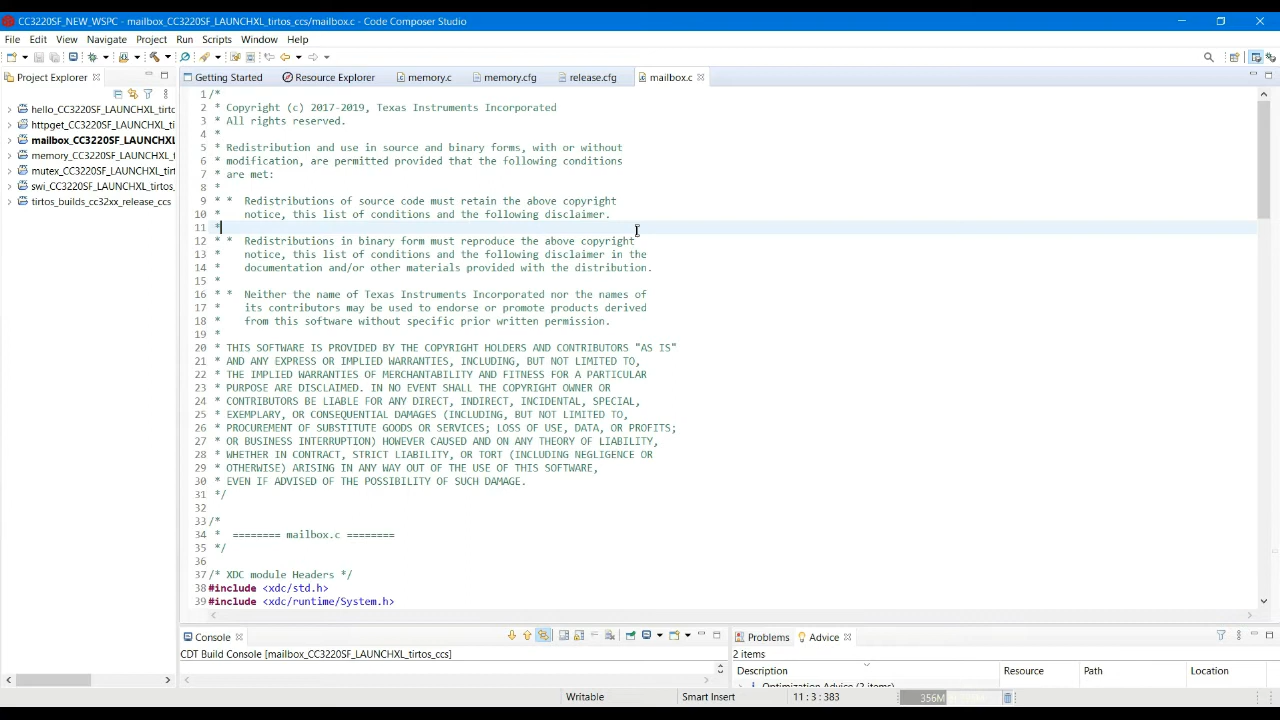 CC3220SF_NEW_WSPC - mailbox_CC3220SF_LAUNCHXL_tirtos_ccs/mailbox.c - Code Composer Studio
File Edit View Navigate Project Run Scripts Window Help
Project Explorer
Getting Started Resource Explorer memory.c memory.cfg release.cfg mailbox.c
hello_CC3220SF_LAUNCHXL_tirtc
httpget_CC3220SF_LAUNCHXL_ti
mailbox_CC3220SF_LAUNCHXL
memory_CC3220SF_LAUNCHXL_t
mutex_CC3220SF_LAUNCHXL_tirt
swi_CC3220SF_LAUNCHXL_tirtos_
tirtos_builds_cc32xx_release_ccs
1 /*
2 * Copyright (c) 2017-2019, Texas Instruments Incorporated
3 * All rights reserved.
4 *
5 * Redistribution and use in source and binary forms, with or without
6 * modification, are permitted provided that the following conditions
7 * are met:
8 *
9 * * Redistributions of source code must retain the above copyright
10 * notice, this list of conditions and the following disclaimer.
11 *
12 * * Redistributions in binary form must reproduce the above copyright
13 * notice, this list of conditions and the following disclaimer in the
14 * documentation and/or other materials provided with the distribution.
15 *
16 * * Neither the name of Texas Instruments Incorporated nor the names of
17 * its contributors may be used to endorse or promote products derived
18 * from this software without specific prior written permission.
19 *
20 * THIS SOFTWARE IS PROVIDED BY THE COPYRIGHT HOLDERS AND CONTRIBUTORS "AS IS"
21 * AND ANY EXPRESS OR IMPLIED WARRANTIES, INCLUDING, BUT NOT LIMITED TO,
22 * THE IMPLIED WARRANTIES OF MERCHANTABILITY AND FITNESS FOR A PARTICULAR
23 * PURPOSE ARE DISCLAIMED. IN NO EVENT SHALL THE COPYRIGHT OWNER OR
24 * CONTRIBUTORS BE LIABLE FOR ANY DIRECT, INDIRECT, INCIDENTAL, SPECIAL,
25 * EXEMPLARY, OR CONSEQUENTIAL DAMAGES (INCLUDING, BUT NOT LIMITED TO,
26 * PROCUREMENT OF SUBSTITUTE GOODS OR SERVICES; LOSS OF USE, DATA, OR PROFITS;
27 * OR BUSINESS INTERRUPTION) HOWEVER CAUSED AND ON ANY THEORY OF LIABILITY,
28 * WHETHER IN CONTRACT, STRICT LIABILITY, OR TORT (INCLUDING NEGLIGENCE OR
29 * OTHERWISE) ARISING IN ANY WAY OUT OF THE USE OF THIS SOFTWARE,
30 * EVEN IF ADVISED OF THE POSSIBILITY OF SUCH DAMAGE.
31 */
32
33 /*
34 * ======== mailbox.c ========
35 */
36
37 /* XDC module Headers */
38 #include <xdc/std.h>
39 #include <xdc/runtime/System.h>
Console
CDT Build Console [mailbox_CC3220SF_LAUNCHXL_tirtos_ccs]
Problems Advice
2 items
Description Resource Path Location
Optimization Advice (2 items)
Writable Smart Insert 11 : 3 : 383 356M